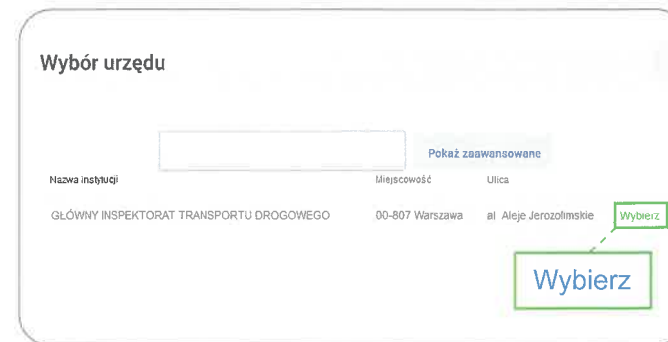 Wybór urzędu
Pokaż zaawansowane
Nazwa instytucji Miejscowość Ulica
GŁÓWNY INSPEKTORAT TRANSPORTU DROGOWEGO 00-807 Warszawa al Aleje Jerozolimskie Wybierz
Wybierz